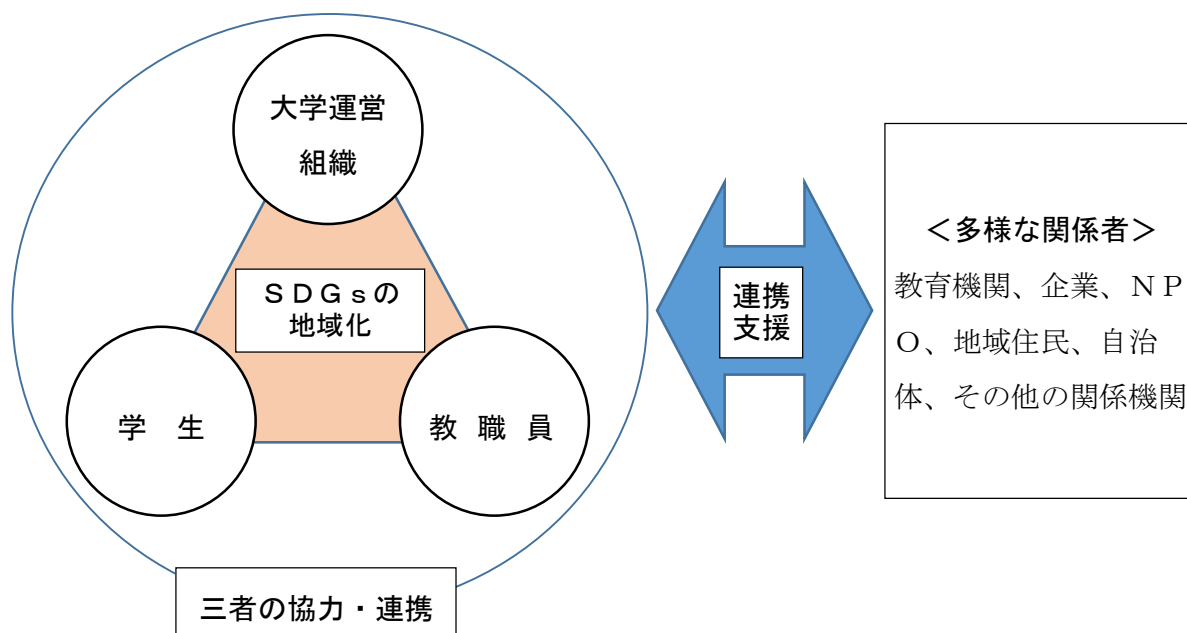 大学運営
組織
ＳＤＧｓの
地域化
学　生
教 職 員
三者の協力・連携
連携
支援
＜多様な関係者＞
教育機関、企業、ＮＰ
Ｏ、地域住民、自治
体、その他の関係機関